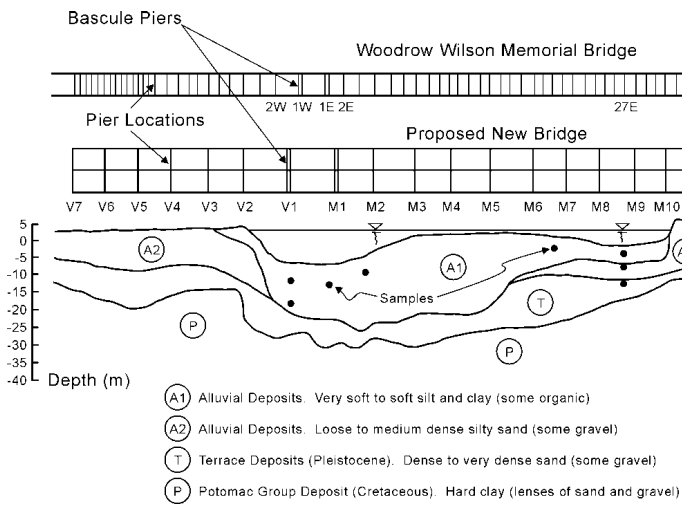 Bascule Piers
Woodrow Wilson Memorial Bridge
2W 1W 1E 2E 27E
Pier Locations
Proposed New Bridge
V7 V6 V5 V4 V3 V2 V1 M1 M2 M3 M4 M5 M6 M7 M8 M9 M10
5
0
-5
-10
-15
-20
-25
-30
-35
-40
A2
A1
A
Samples
T
P
P
Depth (m)
A1 Alluvial Deposits. Very soft to soft silt and clay (some organic)
A2 Alluvial Deposits. Loose to medium dense silty sand (some gravel)
T Terrace Deposits (Pleistocene). Dense to very dense sand (some gravel)
P Potomac Group Deposit (Cretaceous). Hard clay (lenses of sand and gravel)